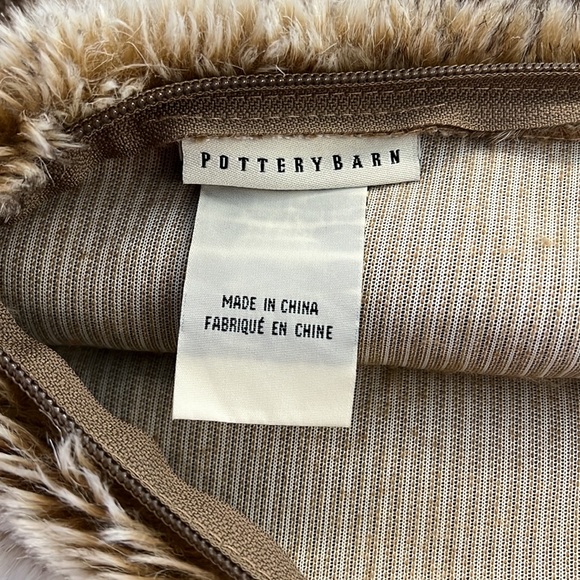 POTTERYBARN
MADE IN CHINA
FABRIQUÉ EN CHINE